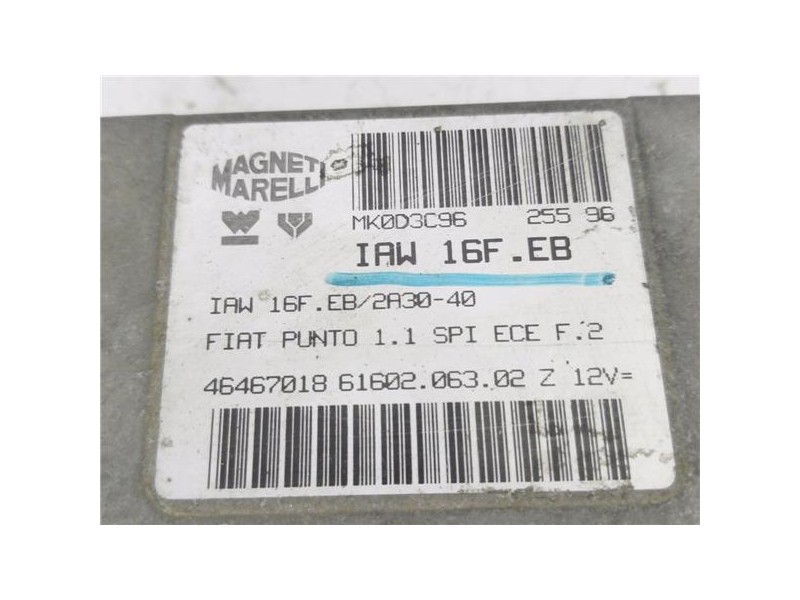 MAGNETI
MARELLI
MK0D3C96 255 96
IAW 16F.EB
IAW 16F.EB/2A30-40
FIAT PUNTO 1.1 SPI ECE F.2
46467018 61602.063.02 Z 12V=